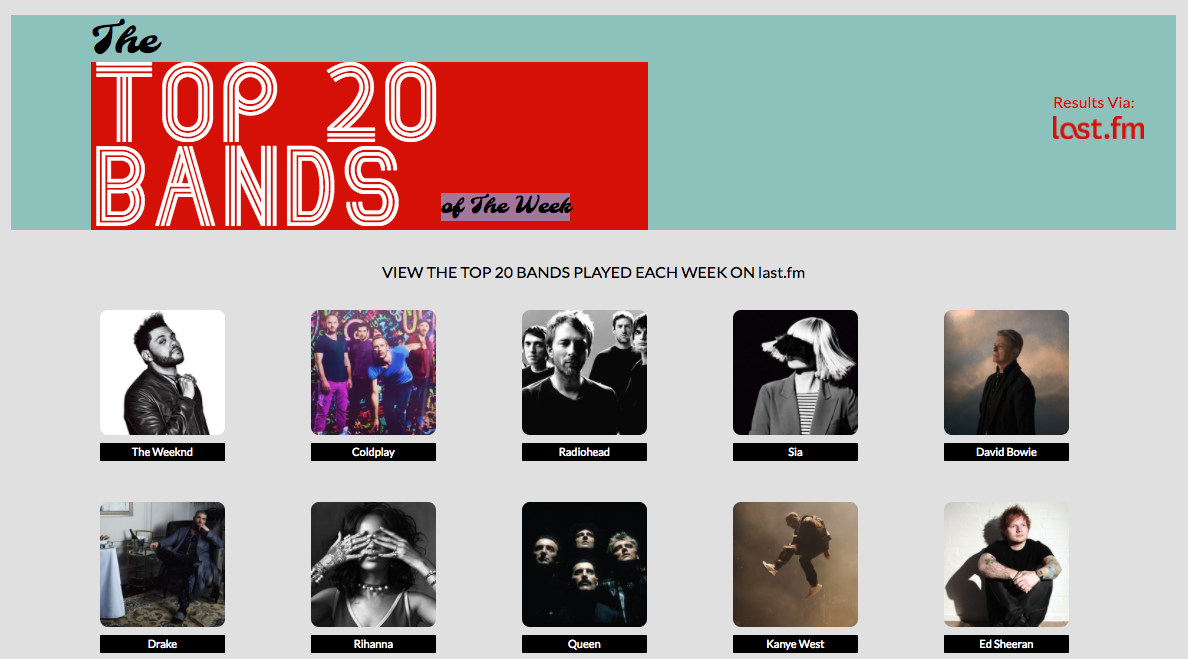 The
TOP 20
BANDS
of The Week
Results Via:
last.fm
VIEW THE TOP 20 BANDS PLAYED EACH WEEK ON last.fm
The Weeknd
Coldplay
Radiohead
Sia
David Bowie
Drake
Rihanna
Queen
Kanye West
Ed Sheeran